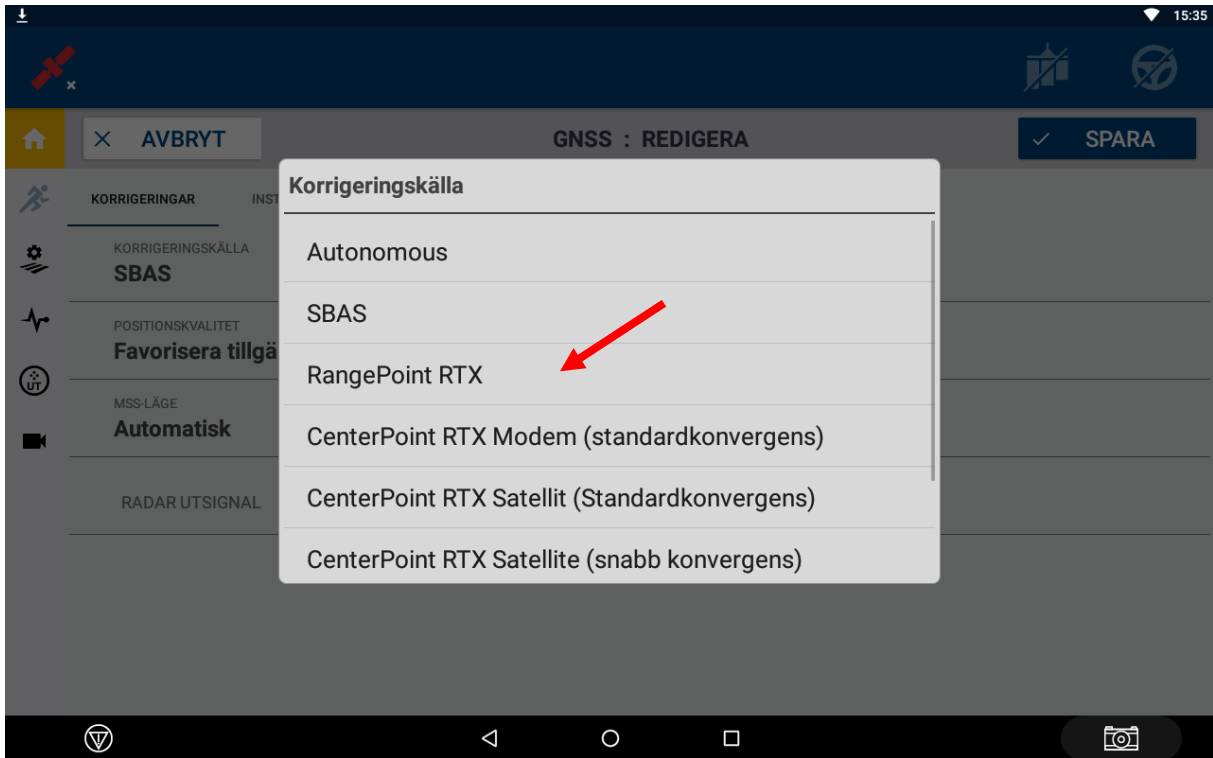 15:35
AVBRYT
GNSS : REDIGERA
SPARA
KORRIGERINGAR
INST
KORRIGERINGSKÄLLA
SBAS
POSITIONSKVALITET
Favorisera tillgä
MSS-LÄGE
Automatisk
RADAR UTSIGNAL
UT
Korrigeringskälla
Autonomous
SBAS
RangePoint RTX
CenterPoint RTX Modem (standardkonvergens)
CenterPoint RTX Satellit (Standardkonvergens)
CenterPoint RTX Satellite (snabb konvergens)